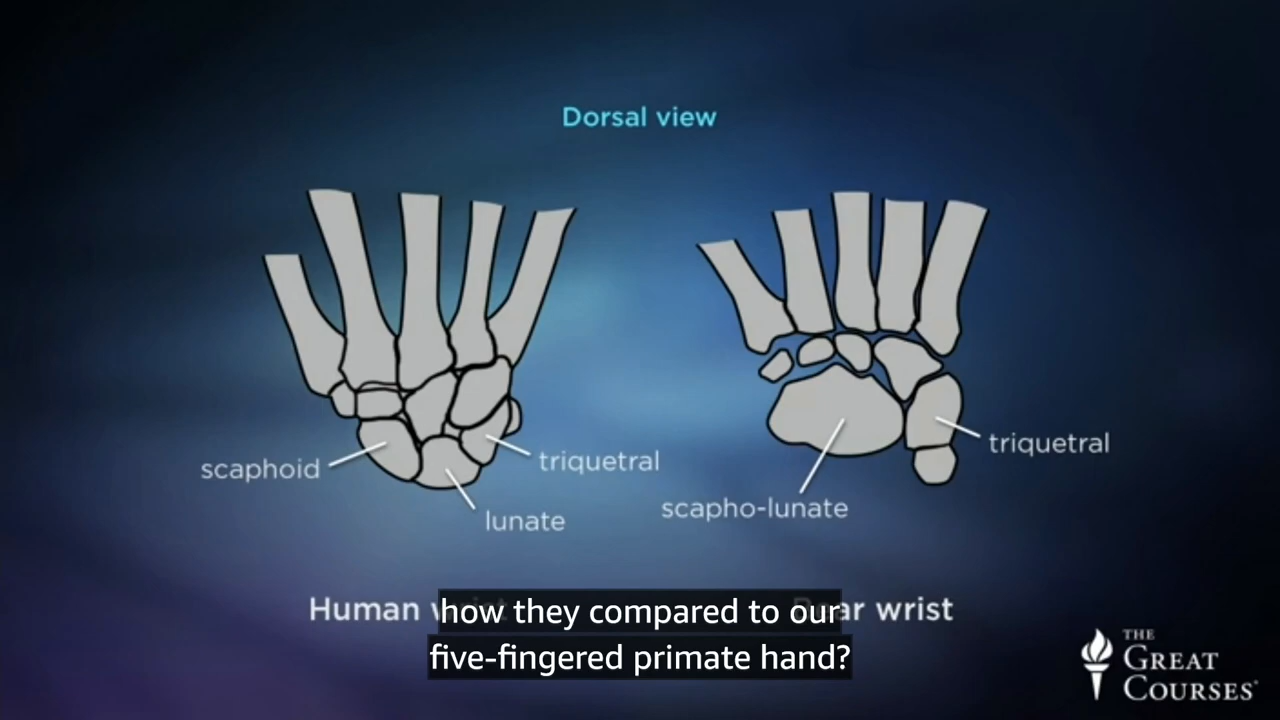 Dorsal view
scaphoid
lunate
triquetral
scapho-lunate
triquetral
Human
ar wrist
how they compared to our
five-fingered primate hand?
THE
GREAT
COURSES